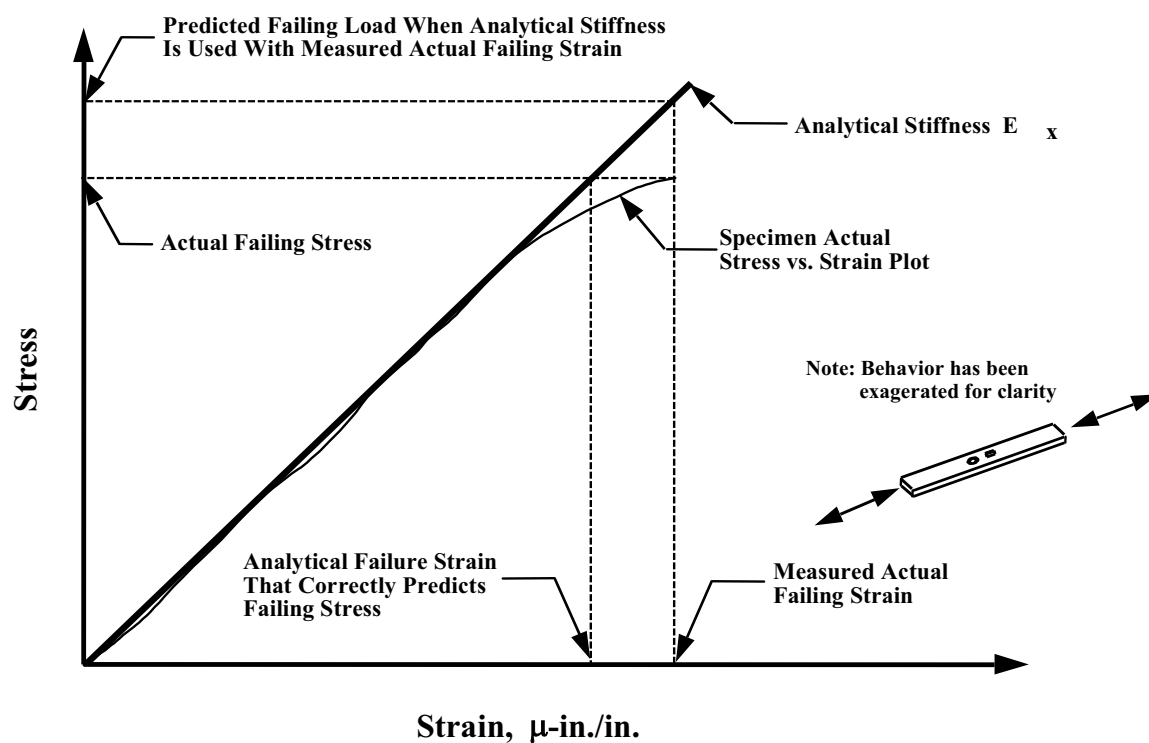 Predicted Failing Load When Analytical Stiffness
Is Used With Measured Actual Failing Strain
Analytical Stiffness E x
Actual Failing Stress
Specimen Actual
Stress vs. Strain Plot
Stress
Note: Behavior has been
exagerated for clarity
Analytical Failure Strain
That Correctly Predicts
Failing Stress
Measured Actual
Failing Strain
Strain, μ-in./in.